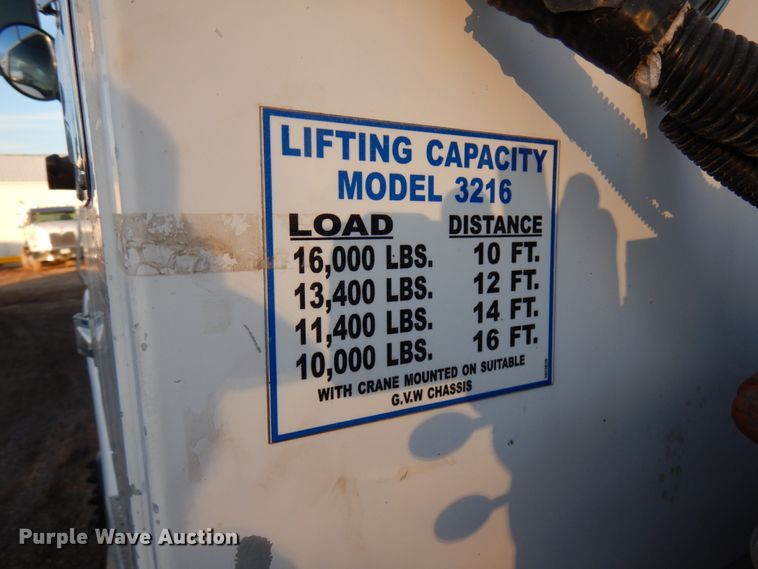 LIFTING CAPACITY
MODEL 3216
LOAD DISTANCE
16,000 LBS. 10 FT.
13,400 LBS. 12 FT.
11,400 LBS. 14 FT.
10,000 LBS. 16 FT.
WITH CRANE MOUNTED ON SUITABLE
G.V.W CHASSIS
Purple Wave Auction